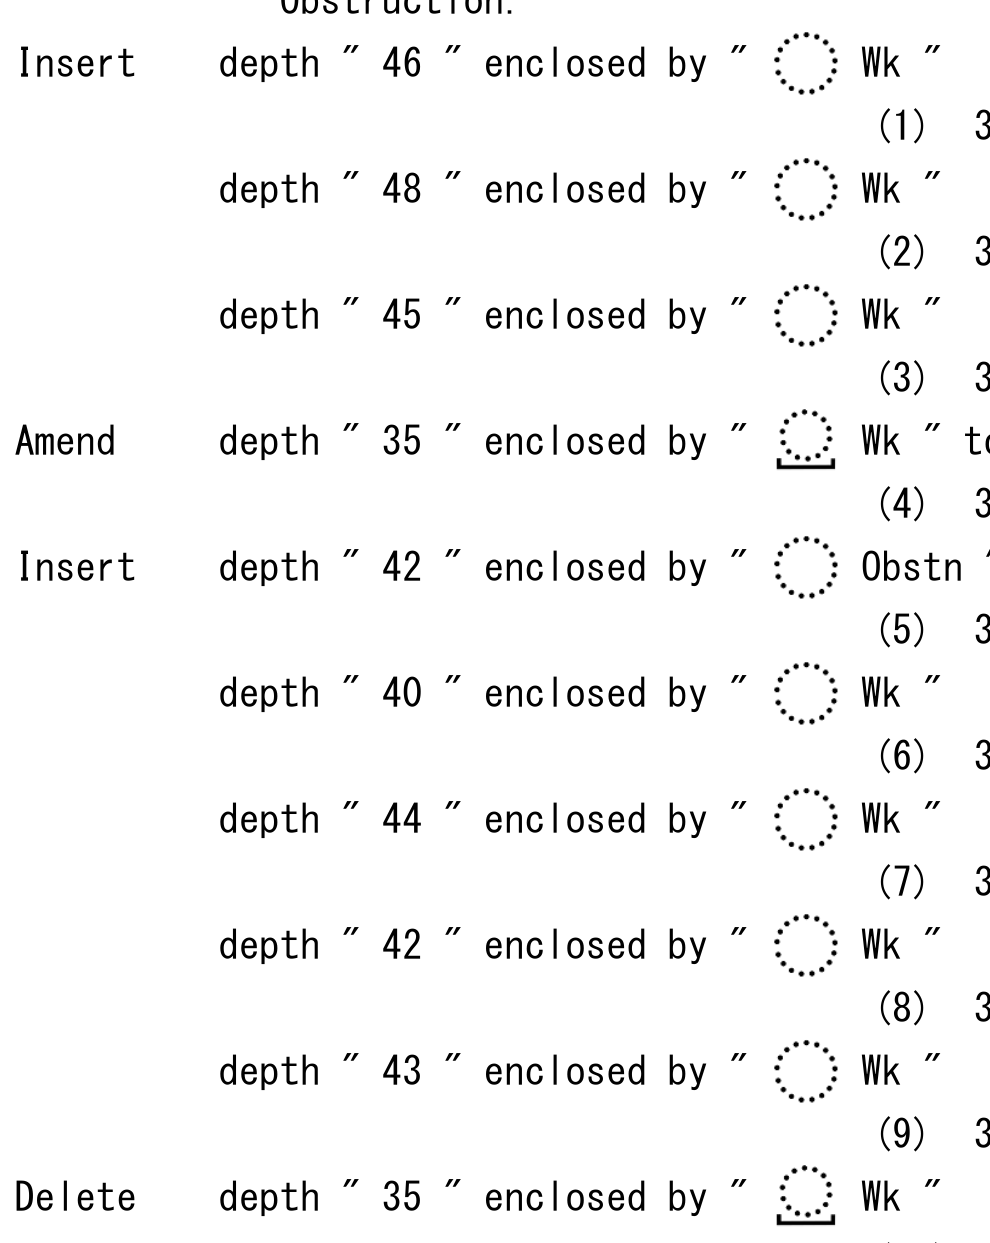 Obstruction.
Insert depth ″ 46 ″ enclosed by ″ Wk ″
(1) 3
depth ″ 48 ″ enclosed by ″ Wk ″
(2) 3
depth ″ 45 ″ enclosed by ″ Wk ″
(3) 3
Amend depth ″ 35 ″ enclosed by ″ Wk ″ to
(4) 3
Insert depth ″ 42 ″ enclosed by ″ Obstn ″
(5) 3
depth ″ 40 ″ enclosed by ″ Wk ″
(6) 3
depth ″ 44 ″ enclosed by ″ Wk ″
(7) 3
depth ″ 42 ″ enclosed by ″ Wk ″
(8) 3
depth ″ 43 ″ enclosed by ″ Wk ″
(9) 3
Delete depth ″ 35 ″ enclosed by ″ Wk ″